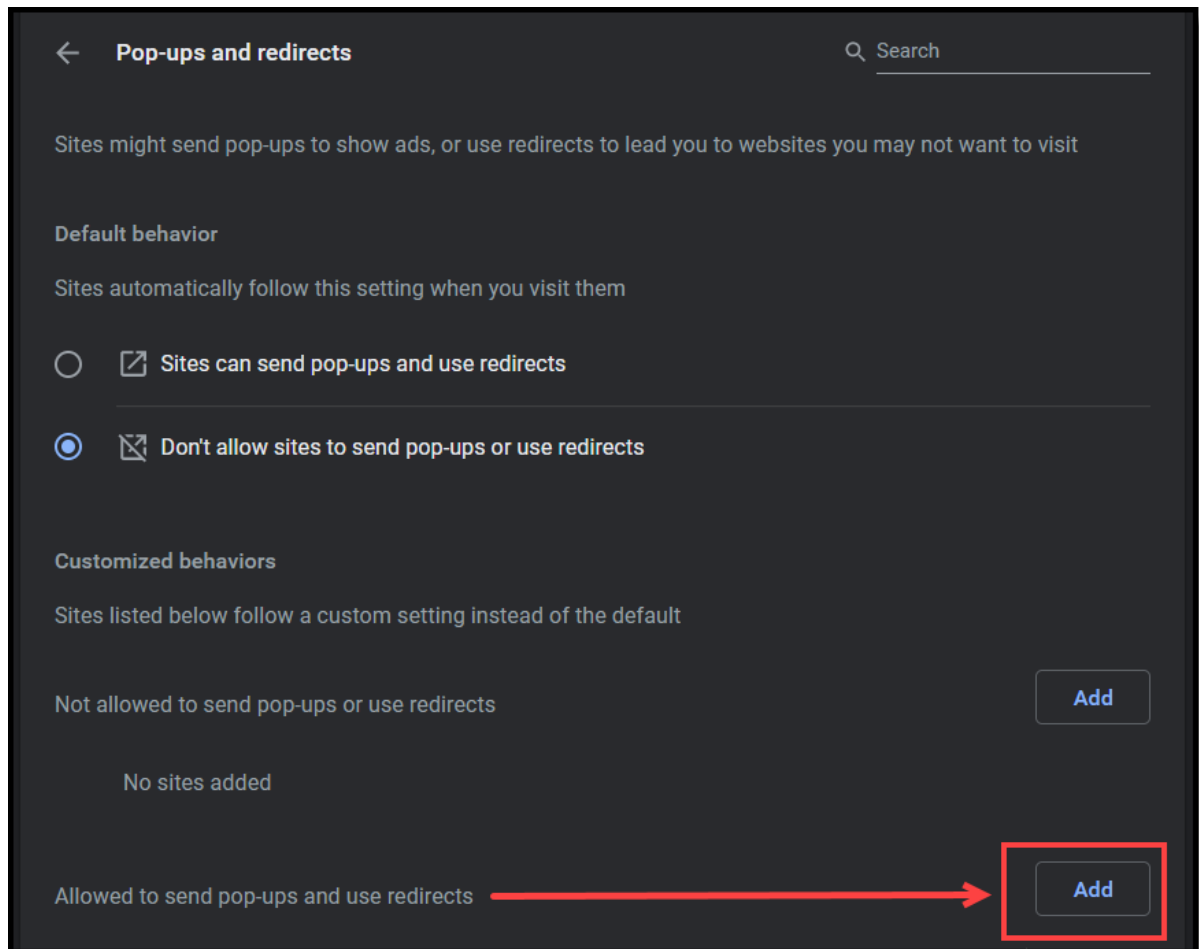 Pop-ups and redirects
Search
Sites might send pop-ups to show ads, or use redirects to lead you to websites you may not want to visit
Default behavior
Sites automatically follow this setting when you visit them
Sites can send pop-ups and use redirects
Don't allow sites to send pop-ups or use redirects
Customized behaviors
Sites listed below follow a custom setting instead of the default
Not allowed to send pop-ups or use redirects
Add
No sites added
Allowed to send pop-ups and use redirects
Add